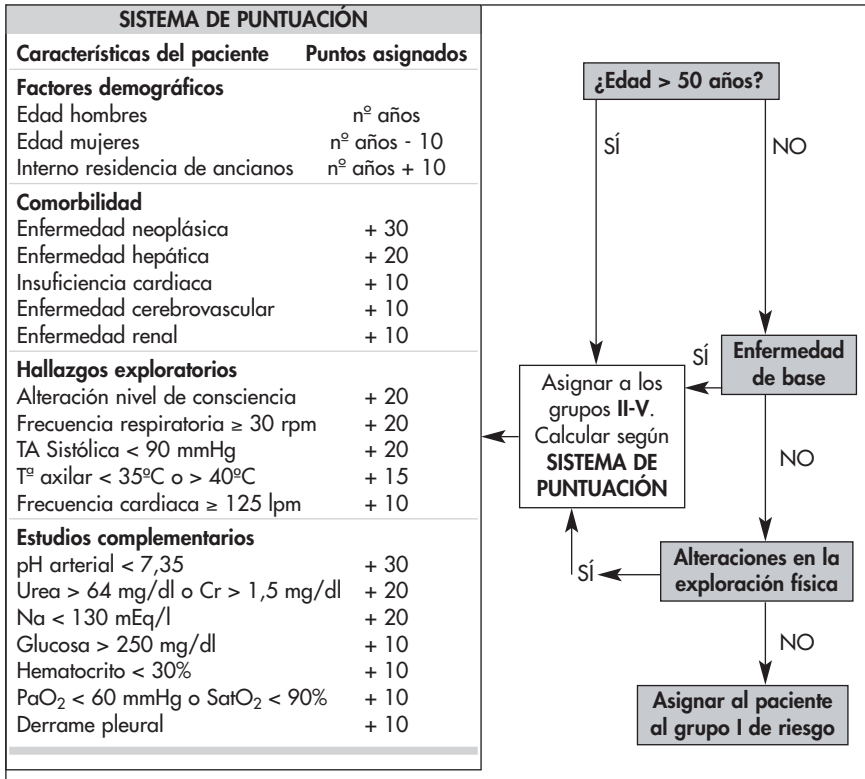 SISTEMA DE PUNTUACIÓN
Características del paciente Puntos asignados
Factores demográficos
Edad hombres nº años
Edad mujeres nº años - 10
Interno residencia de ancianos nº años + 10
Comorbilidad
Enfermedad neoplásica + 30
Enfermedad hepática + 20
Insuficiencia cardiaca + 10
Enfermedad cerebrovascular + 10
Enfermedad renal + 10
Hallazgos exploratorios
Alteración nivel de consciencia + 20
Frecuencia respiratoria ≥ 30 rpm + 20
TA Sistólica < 90 mmHg + 20
Tª axilar < 35ºC o > 40ºC + 15
Frecuencia cardiaca ≥ 125 lpm + 10
Estudios complementarios
pH arterial < 7,35 + 30
Urea > 64 mg/dl o Cr > 1,5 mg/dl + 20
Na < 130 mEq/l + 20
Glucosa > 250 mg/dl + 10
Hematocrito < 30% + 10
PaO₂ < 60 mmHg o SatO₂ < 90% + 10
Derrame pleural + 10
¿Edad > 50 años?
SÍ
NO
Enfermedad
de base
SÍ
Asignar a los
grupos II-V.
Calcular según
SISTEMA DE
PUNTUACIÓN
NO
Alteraciones en la
exploración física
SÍ
NO
Asignar al paciente
al grupo I de riesgo